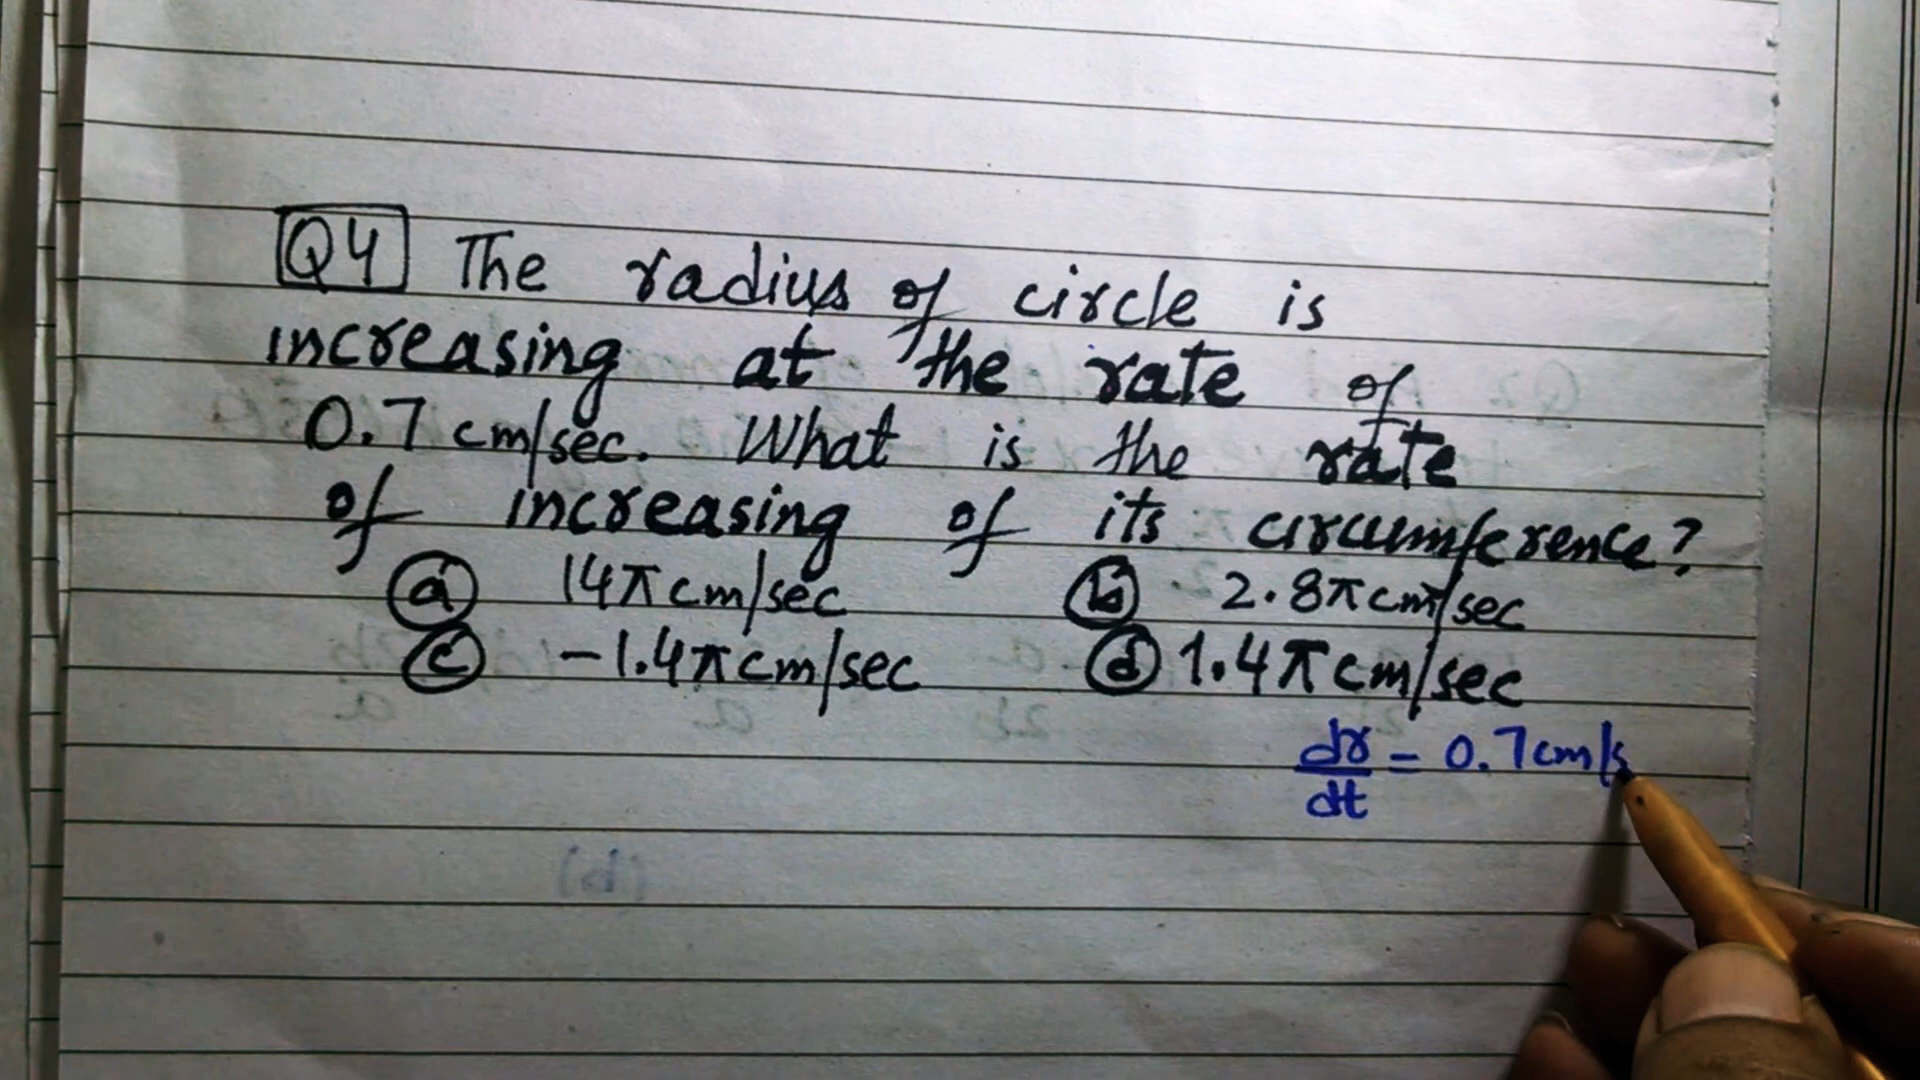 Q4 The radius of circle is
increasing at the rate of
0.7 cm/sec. What is the rate
of increasing of its circumference?
a 14π cm/sec b 2.8π cm/sec
c -1.4π cm/sec d 1.4π cm/sec
dr/dt = 0.7 cm/s
(b)